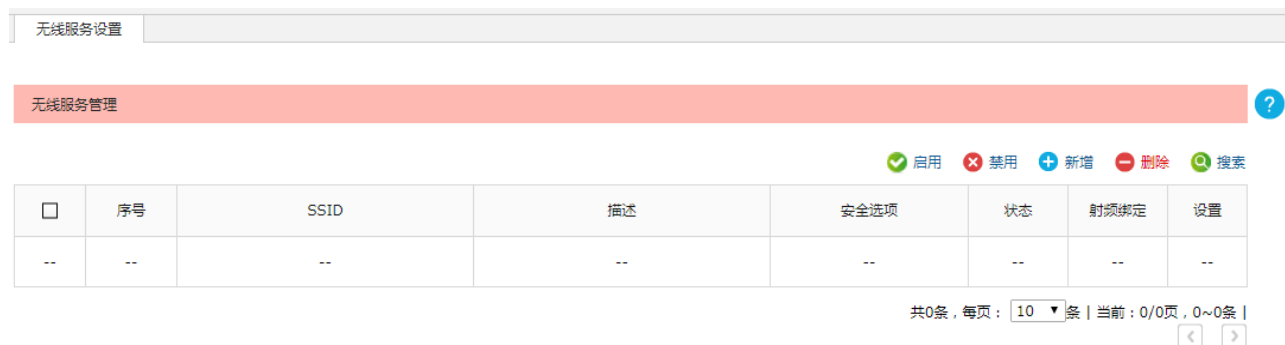 无线服务设置
无线服务管理
?
启用 禁用 新增 删除 搜索
序号 SSID 描述 安全选项 状态 射频绑定 设置
-- -- -- -- -- -- -- --
共0条，每页： 10 条 | 当前：0/0页，0~0条 |
< >